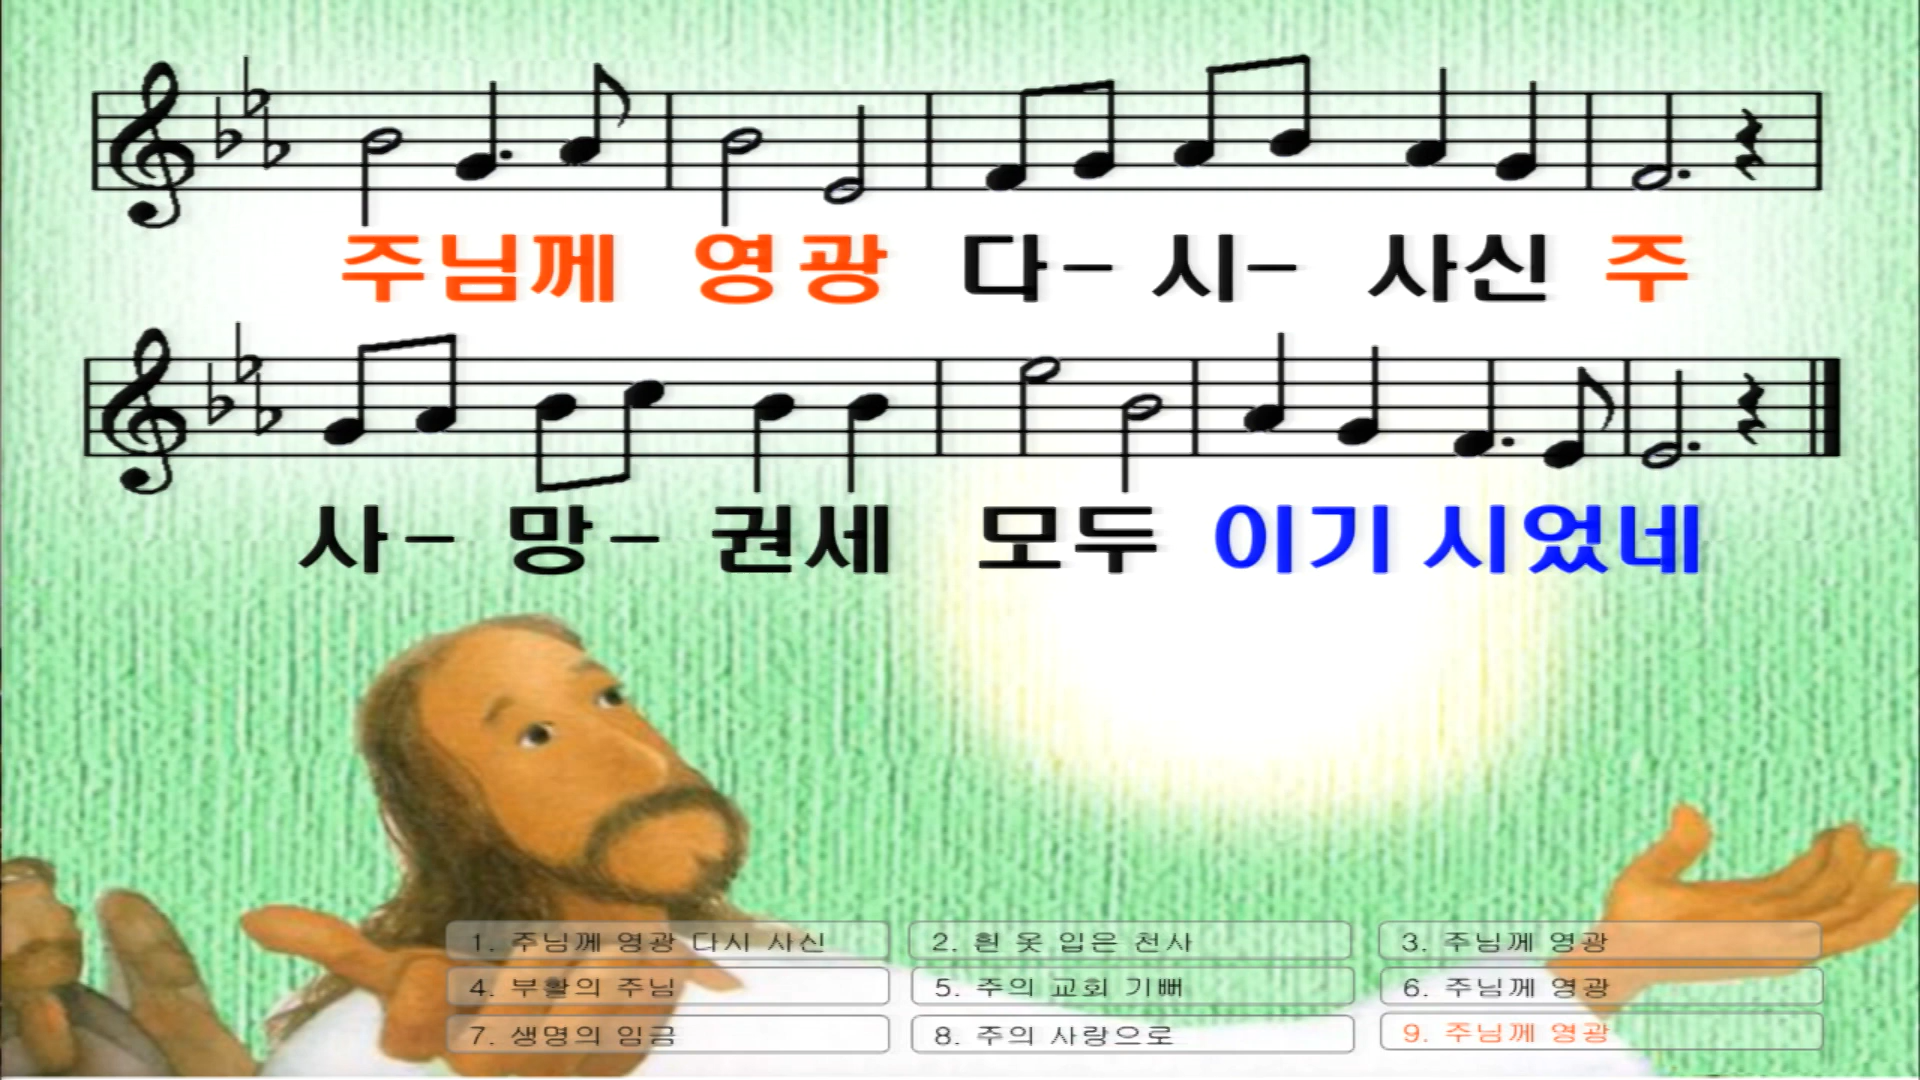 주님께 영광 다- 시- 사신 주
사- 망- 권세 모두 이기 시었네
1. 주님께 영광 다시 사신
2. 흰 옷 입은 천사
3. 주님께 영광
4. 부활의 주님
5. 주의 교회 기뻐
6. 주님께 영광
7. 생명의 임금
8. 주의 사랑으로
9. 주님께 영광